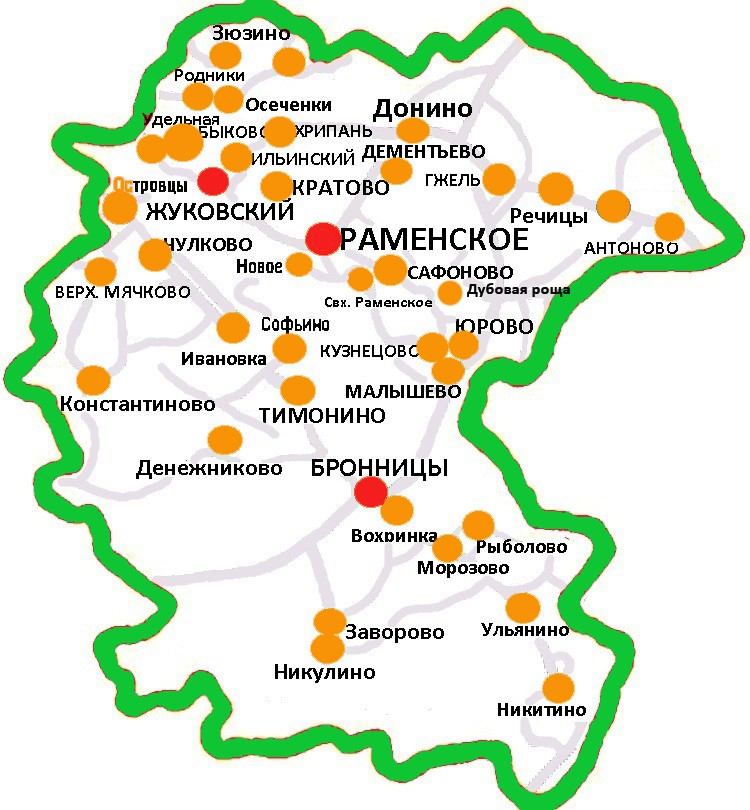 Зюзино
Родники
Осеченки
Донино
Удельная
БЫКОВО
ХРИПАНЬ
ИЛЬИНСКИЙ
ДЕМЕНТЬЕВО
Островцы
КРАТОВО
ГЖЕЛЬ
ЖУКОВСКИЙ
Речицы
РАМЕНСКОЕ
АНТОНОВО
ЧУЛКОВО
Новое
САФОНОВО
ВЕРХ. МЯЧКОВО
Свх. Раменское
Дубовая роща
Софьино
ЮРОВО
Ивановка
КУЗНЕЦОВО
МАЛЫШЕВО
Константиново
ТИМОНИНО
Денежниково
БРОННИЦЫ
Вохринка
Рыболово
Морозово
Заворово
Ульянино
Никулино
Никитино